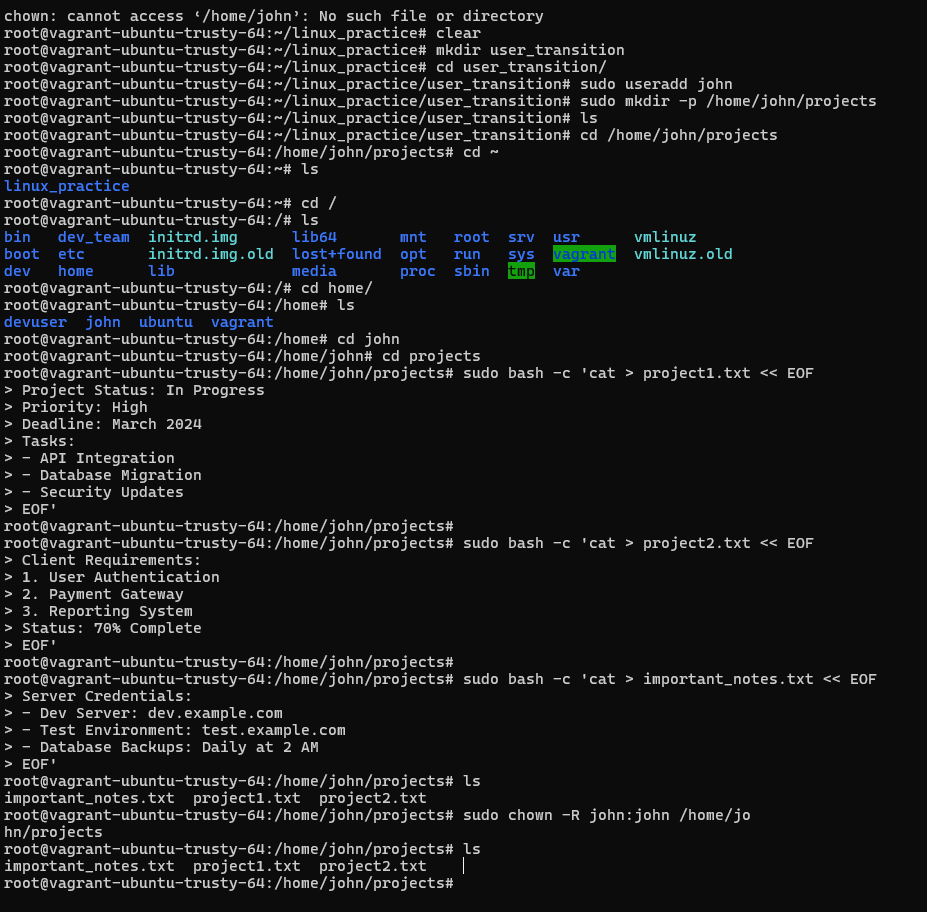 chown: cannot access ‘/home/john’: No such file or directory
root@vagrant-ubuntu-trusty-64:~/linux_practice# clear
root@vagrant-ubuntu-trusty-64:~/linux_practice# mkdir user_transition
root@vagrant-ubuntu-trusty-64:~/linux_practice# cd user_transition/
root@vagrant-ubuntu-trusty-64:~/linux_practice/user_transition# sudo useradd john
root@vagrant-ubuntu-trusty-64:~/linux_practice/user_transition# sudo mkdir -p /home/john/projects
root@vagrant-ubuntu-trusty-64:~/linux_practice/user_transition# ls
root@vagrant-ubuntu-trusty-64:~/linux_practice/user_transition# cd /home/john/projects
root@vagrant-ubuntu-trusty-64:/home/john/projects# cd ~
root@vagrant-ubuntu-trusty-64:~# ls
linux_practice
root@vagrant-ubuntu-trusty-64:~# cd /
root@vagrant-ubuntu-trusty-64:/# ls
bin   dev_team  initrd.img      lib64       mnt   root  srv  usr      vmlinuz
boot  etc       initrd.img.old  lost+found  opt   run   sys  vagrant  vmlinuz.old
dev   home      lib             media       proc  sbin  tmp  var
root@vagrant-ubuntu-trusty-64:/# cd home/
root@vagrant-ubuntu-trusty-64:/home# ls
devuser  john  ubuntu  vagrant
root@vagrant-ubuntu-trusty-64:/home# cd john
root@vagrant-ubuntu-trusty-64:/home/john# cd projects
root@vagrant-ubuntu-trusty-64:/home/john/projects# sudo bash -c 'cat > project1.txt << EOF
> Project Status: In Progress
> Priority: High
> Deadline: March 2024
> Tasks:
> - API Integration
> - Database Migration
> - Security Updates
> EOF'
root@vagrant-ubuntu-trusty-64:/home/john/projects#
root@vagrant-ubuntu-trusty-64:/home/john/projects# sudo bash -c 'cat > project2.txt << EOF
> Client Requirements:
> 1. User Authentication
> 2. Payment Gateway
> 3. Reporting System
> Status: 70% Complete
> EOF'
root@vagrant-ubuntu-trusty-64:/home/john/projects#
root@vagrant-ubuntu-trusty-64:/home/john/projects# sudo bash -c 'cat > important_notes.txt << EOF
> Server Credentials:
> - Dev Server: dev.example.com
> - Test Environment: test.example.com
> - Database Backups: Daily at 2 AM
> EOF'
root@vagrant-ubuntu-trusty-64:/home/john/projects# ls
important_notes.txt  project1.txt  project2.txt
root@vagrant-ubuntu-trusty-64:/home/john/projects# sudo chown -R john:john /home/jo
hn/projects
root@vagrant-ubuntu-trusty-64:/home/john/projects# ls
important_notes.txt  project1.txt  project2.txt
root@vagrant-ubuntu-trusty-64:/home/john/projects#